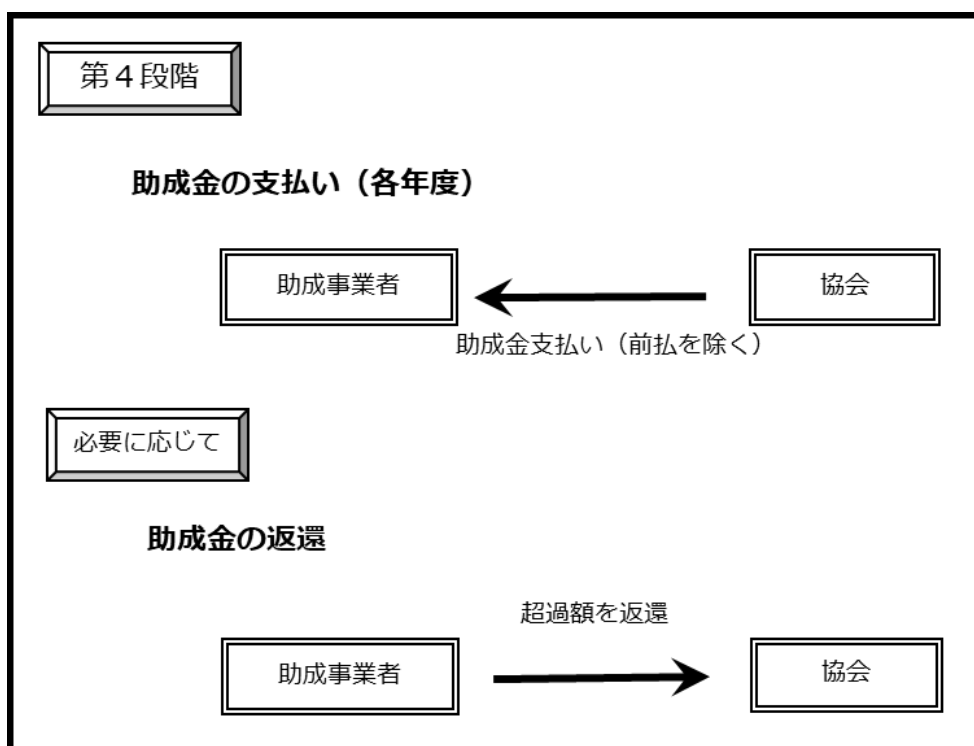 第４段階
助成金の支払い（各年度）
助成事業者
協会
助成金支払い（前払を除く）
必要に応じて
助成金の返還
超過額を返還
助成事業者
協会